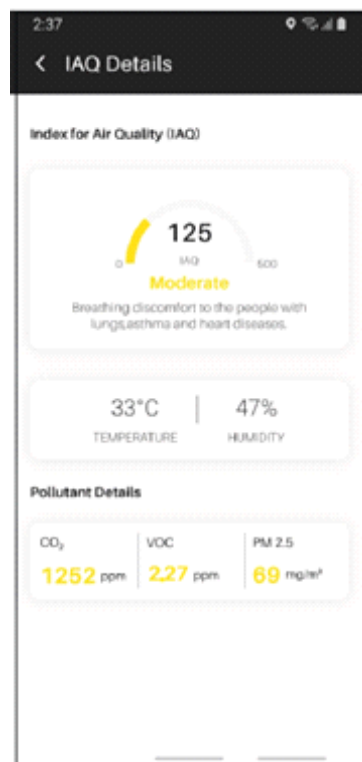 2:37
IAQ Details
Index for Air Quality (IAQ)
125
0
IAQ
500
Moderate
Breathing discomfort to the people with
lungs,asthma and heart diseases.
33°C
47%
TEMPERATURE
HUMIDITY
Pollutant Details
CO₂
VOC
PM 2.5
1252 ppm
2.27 ppm
69 mg/m³